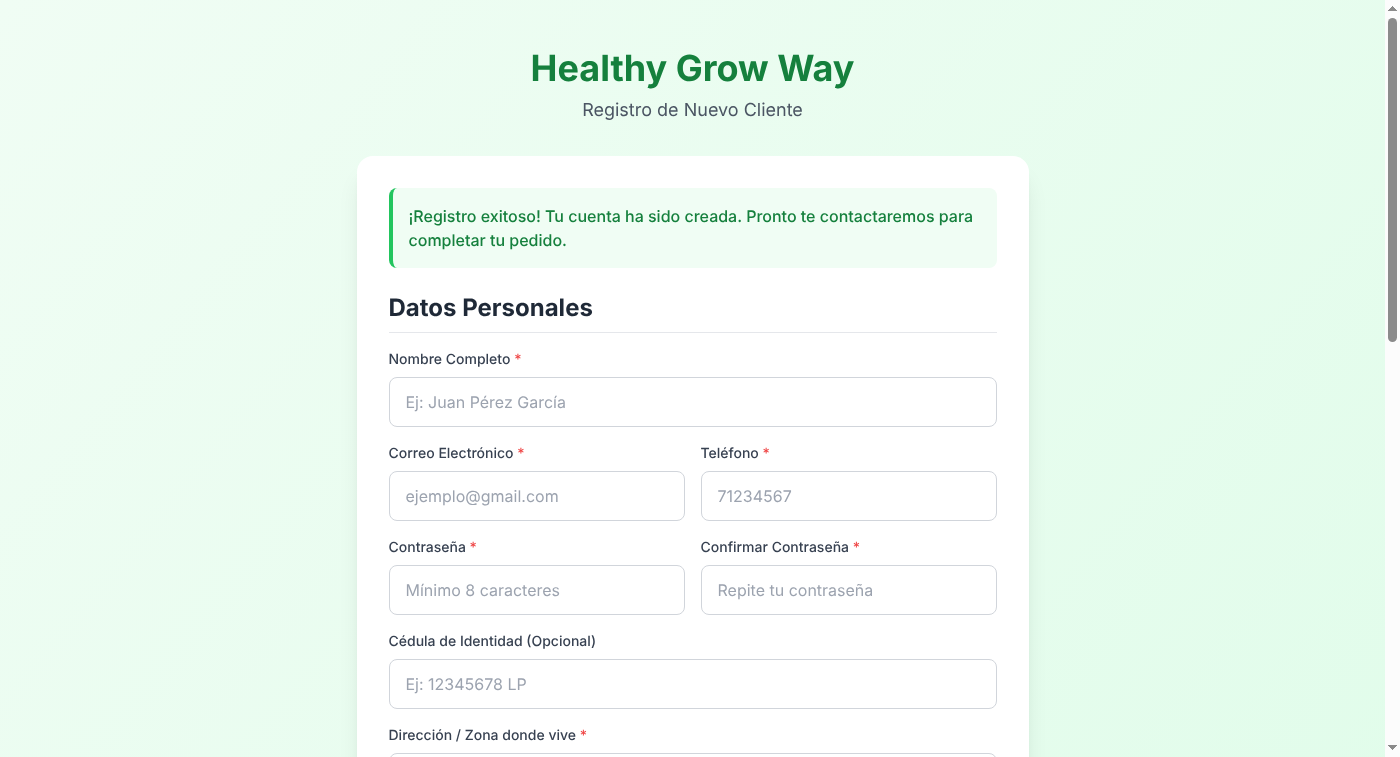 Healthy Grow Way
Registro de Nuevo Cliente
¡Registro exitoso! Tu cuenta ha sido creada. Pronto te contactaremos para
completar tu pedido.
Datos Personales
Nombre Completo *
Ej: Juan Pérez García
Correo Electrónico *
Teléfono *
ejemplo@gmail.com
71234567
Contraseña *
Confirmar Contraseña *
Mínimo 8 caracteres
Repite tu contraseña
Cédula de Identidad (Opcional)
Ej: 12345678 LP
Dirección / Zona donde vive *